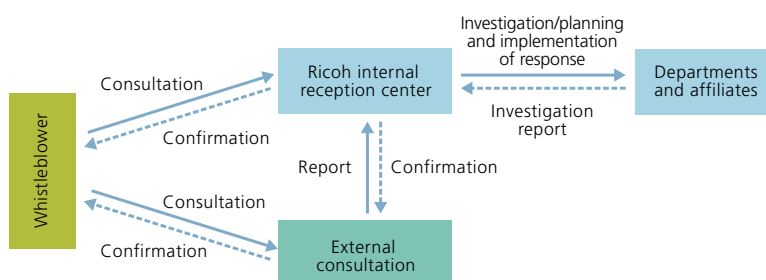 Investigation/planning
and implementation
of response
Ricoh internal
reception center
Departments
and affiliates
Consultation
Confirmation
Investigation
report
Whistleblower
Report
Confirmation
Consultation
Confirmation
External
consultation